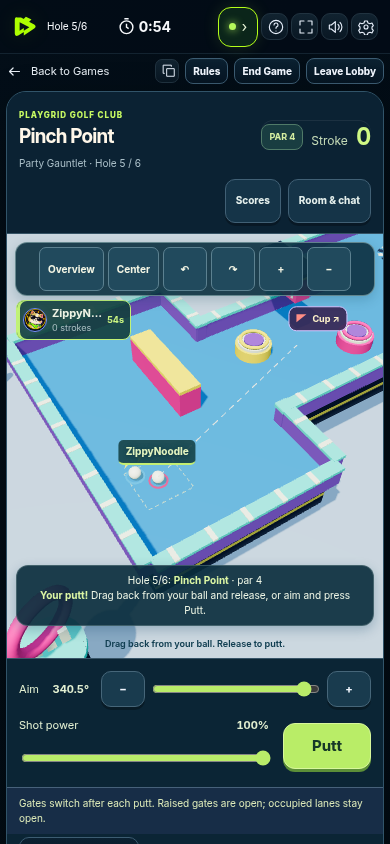 Hole 5/6
0:54
›
Back to Games
Rules
End Game
Leave Lobby
PLAYGRID GOLF CLUB
Pinch Point
PAR 4
Stroke 0
Party Gauntlet · Hole 5 / 6
Scores
Room & chat
Overview
Center
↶
↷
+
−
ZippyN...
54s
0 strokes
Cup ↗
ZippyNoodle
Hole 5/6: Pinch Point · par 4
Your putt! Drag back from your ball and release, or aim and press
Putt.
Drag back from your ball. Release to putt.
Aim 340.5°
−
+
Shot power 100%
Putt
Gates switch after each putt. Raised gates are open; occupied lanes stay
open.